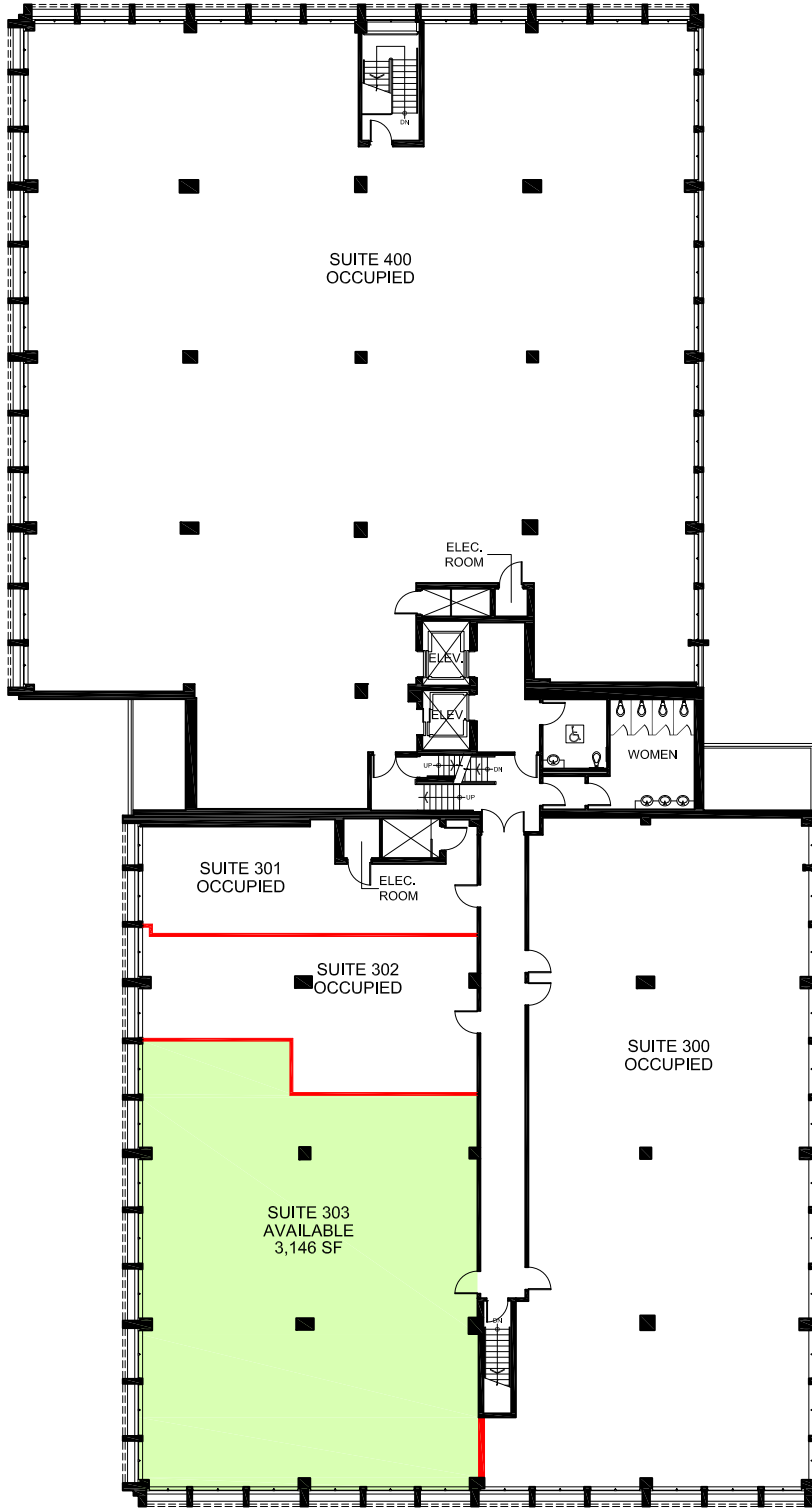 DN
SUITE 400
OCCUPIED
ELEC.
ROOM
ELEV.
ELEV.
WOMEN
UP
DN
UP
SUITE 301
OCCUPIED
ELEC.
ROOM
SUITE 302
OCCUPIED
SUITE 300
OCCUPIED
SUITE 303
AVAILABLE
3,146 SF
DN